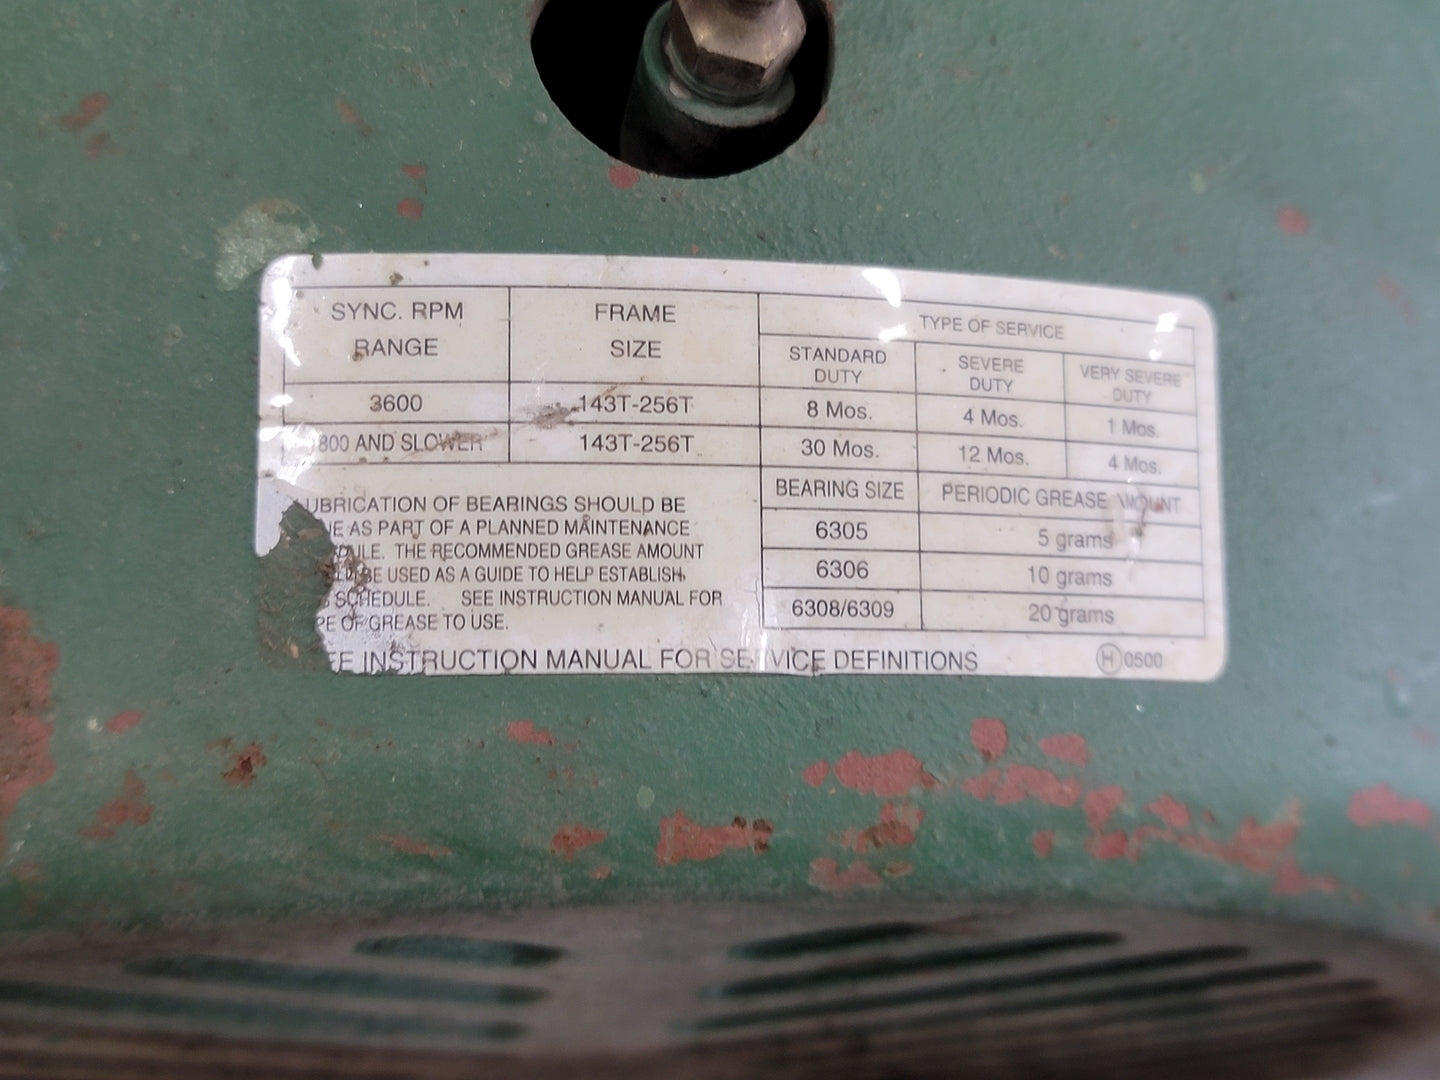 SYNC. RPM RANGE
FRAME SIZE
TYPE OF SERVICE
STANDARD DUTY
SEVERE DUTY
VERY SEVERE DUTY
3600 143T-256T 8 Mos. 4 Mos. 1 Mos.
800 AND SLOWER 143T-256T 30 Mos. 12 Mos. 4 Mos.
UBRICATION OF BEARINGS SHOULD BE
NE AS PART OF A PLANNED MAINTENANCE
DULE. THE RECOMMENDED GREASE AMOUNT
BE USED AS A GUIDE TO HELP ESTABLISH
SCHEDULE. SEE INSTRUCTION MANUAL FOR
PE OF GREASE TO USE.
BEARING SIZE PERIODIC GREASE AMOUNT
6305 5 grams
6306 10 grams
6308/6309 20 grams
EE INSTRUCTION MANUAL FOR SERVICE DEFINITIONS
H 0500